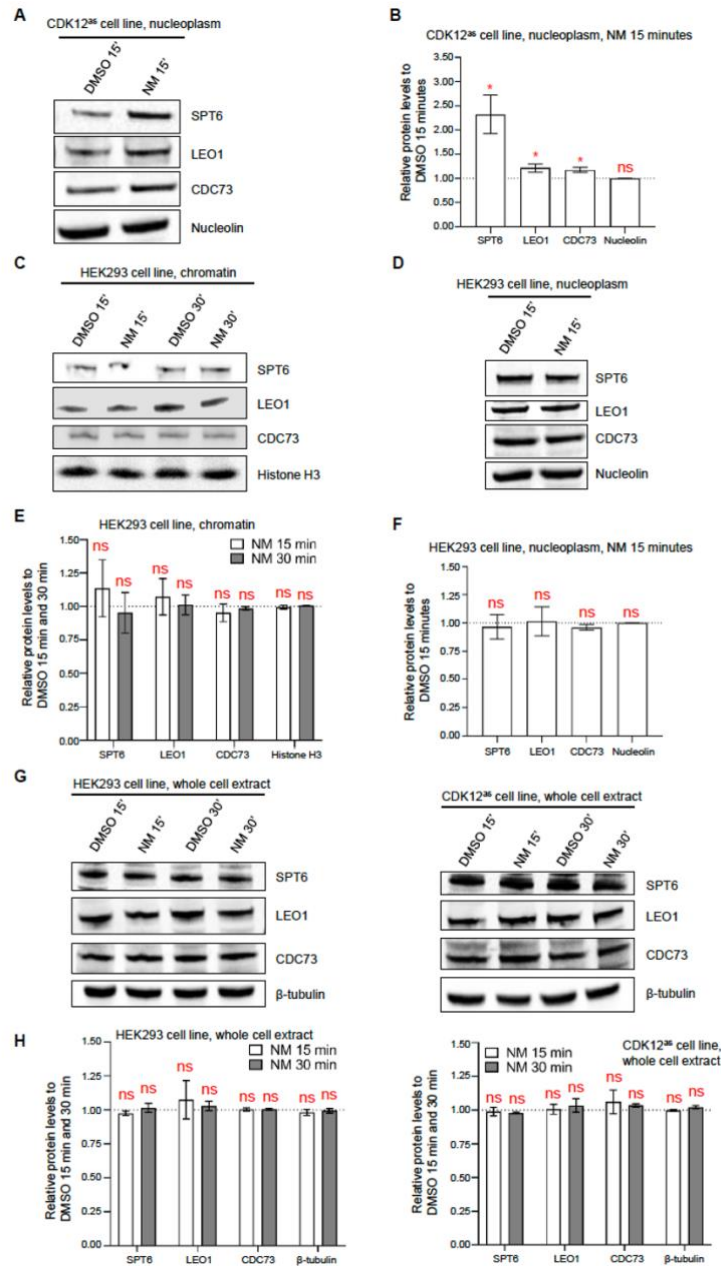 A
CDK12ᵃˢ cell line, nucleoplasm
DMSO 15'
NM 15'
SPT6
LEO1
CDC73
Nucleolin
B
CDK12ᵃˢ cell line, nucleoplasm, NM 15 minutes
Relative protein levels to
DMSO 15 minutes
3.50
3.00
2.50
2.00
1.50
1.00
0.50
0.00
*
*
*
ns
SPT6 LEO1 CDC73 Nucleolin
C
HEK293 cell line, chromatin
DMSO 15'
NM 15'
DMSO 30'
NM 30'
SPT6
LEO1
CDC73
Histone H3
D
HEK293 cell line, nucleoplasm
DMSO 15'
NM 15'
SPT6
LEO1
CDC73
Nucleolin
E
HEK293 cell line, chromatin
NM 15 min
NM 30 min
Relative protein levels to
DMSO 15 min and 30 min
1.50
1.25
1.00
0.75
0.50
0.25
0.00
ns ns ns ns ns ns ns ns
SPT6 LEO1 CDC73 Histone H3
F
HEK293 cell line, nucleoplasm, NM 15 minutes
Relative protein levels to
DMSO 15 minutes
1.50
1.25
1.00
0.75
0.50
0.25
0.00
ns ns ns ns
SPT6 LEO1 CDC73 Nucleolin
G
HEK293 cell line, whole cell extract
DMSO 15'
NM 15'
DMSO 30'
NM 30'
SPT6
LEO1
CDC73
β-tubulin
CDK12ᵃˢ cell line, whole cell extract
DMSO 15'
NM 15'
DMSO 30'
NM 30'
SPT6
LEO1
CDC73
β-tubulin
H
HEK293 cell line, whole cell extract
NM 15 min
NM 30 min
Relative protein levels to
DMSO 15 min and 30 min
1.50
1.25
1.00
0.75
0.50
0.25
0.00
ns ns ns ns ns ns ns ns
SPT6 LEO1 CDC73 β-tubulin
CDK12ᵃˢ cell line,
whole cell extract
NM 15 min
NM 30 min
Relative protein levels to
DMSO 15 min and 30 min
1.50
1.25
1.00
0.75
0.50
0.25
0.00
ns ns ns ns ns ns ns ns
SPT6 LEO1 CDC73 β-tubulin